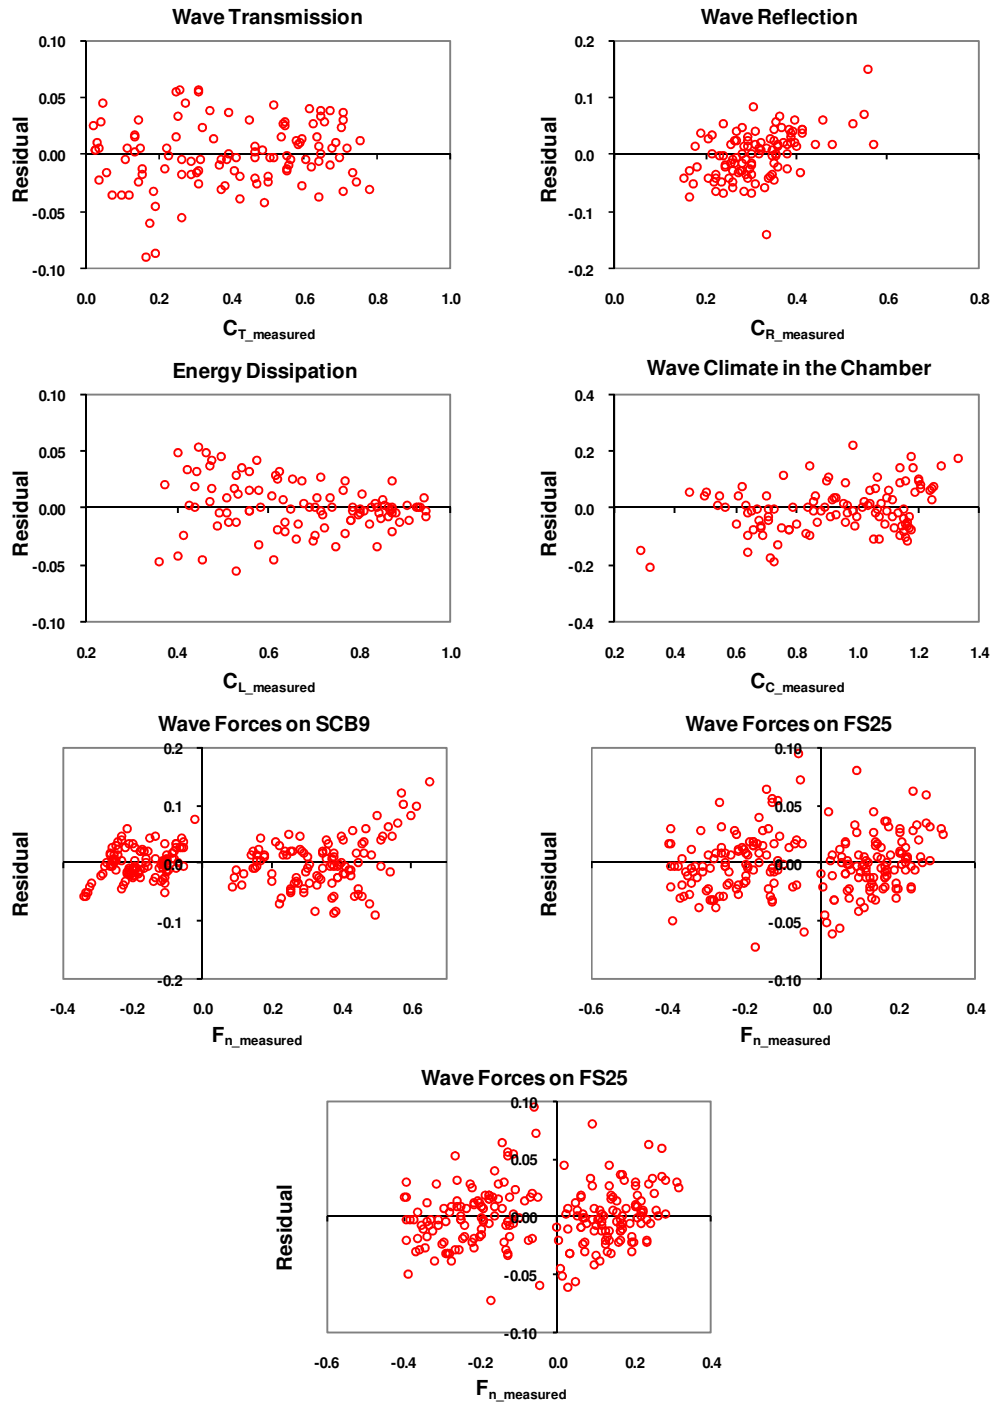 Wave Transmission
0.10
0.05
0.00
-0.05
-0.10
Residual
0.0 0.2 0.4 0.6 0.8 1.0
C_T_measured
Wave Reflection
0.2
0.1
0.0
-0.1
-0.2
Residual
0.0 0.2 0.4 0.6 0.8
C_R_measured
Energy Dissipation
0.10
0.05
0.00
-0.05
-0.10
Residual
0.2 0.4 0.6 0.8 1.0
C_L_measured
Wave Climate in the Chamber
0.4
0.2
0.0
-0.2
-0.4
Residual
0.0 0.2 0.4 0.6 0.8 1.0 1.2 1.4
C_C_measured
Wave Forces on SCB9
0.2
0.1
0.0
-0.1
-0.2
Residual
-0.4 -0.2 0.0 0.2 0.4 0.6
F_n_measured
Wave Forces on FS25
0.10
0.05
0.00
-0.05
-0.10
Residual
-0.6 -0.4 -0.2 0.0 0.2 0.4
F_n_measured
Wave Forces on FS25
0.10
0.05
0.00
-0.05
-0.10
Residual
-0.6 -0.4 -0.2 0.0 0.2 0.4
F_n_measured